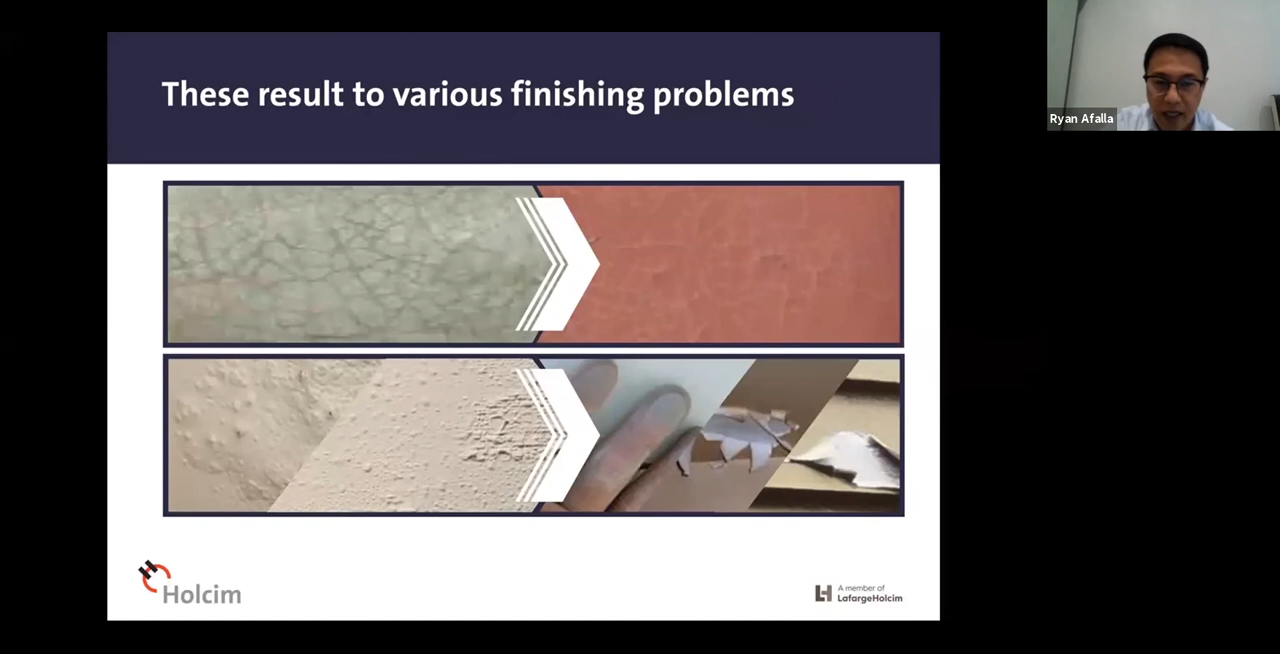 These result to various finishing problems
Ryan Afalla
Holcim
A member of
LafargeHolcim